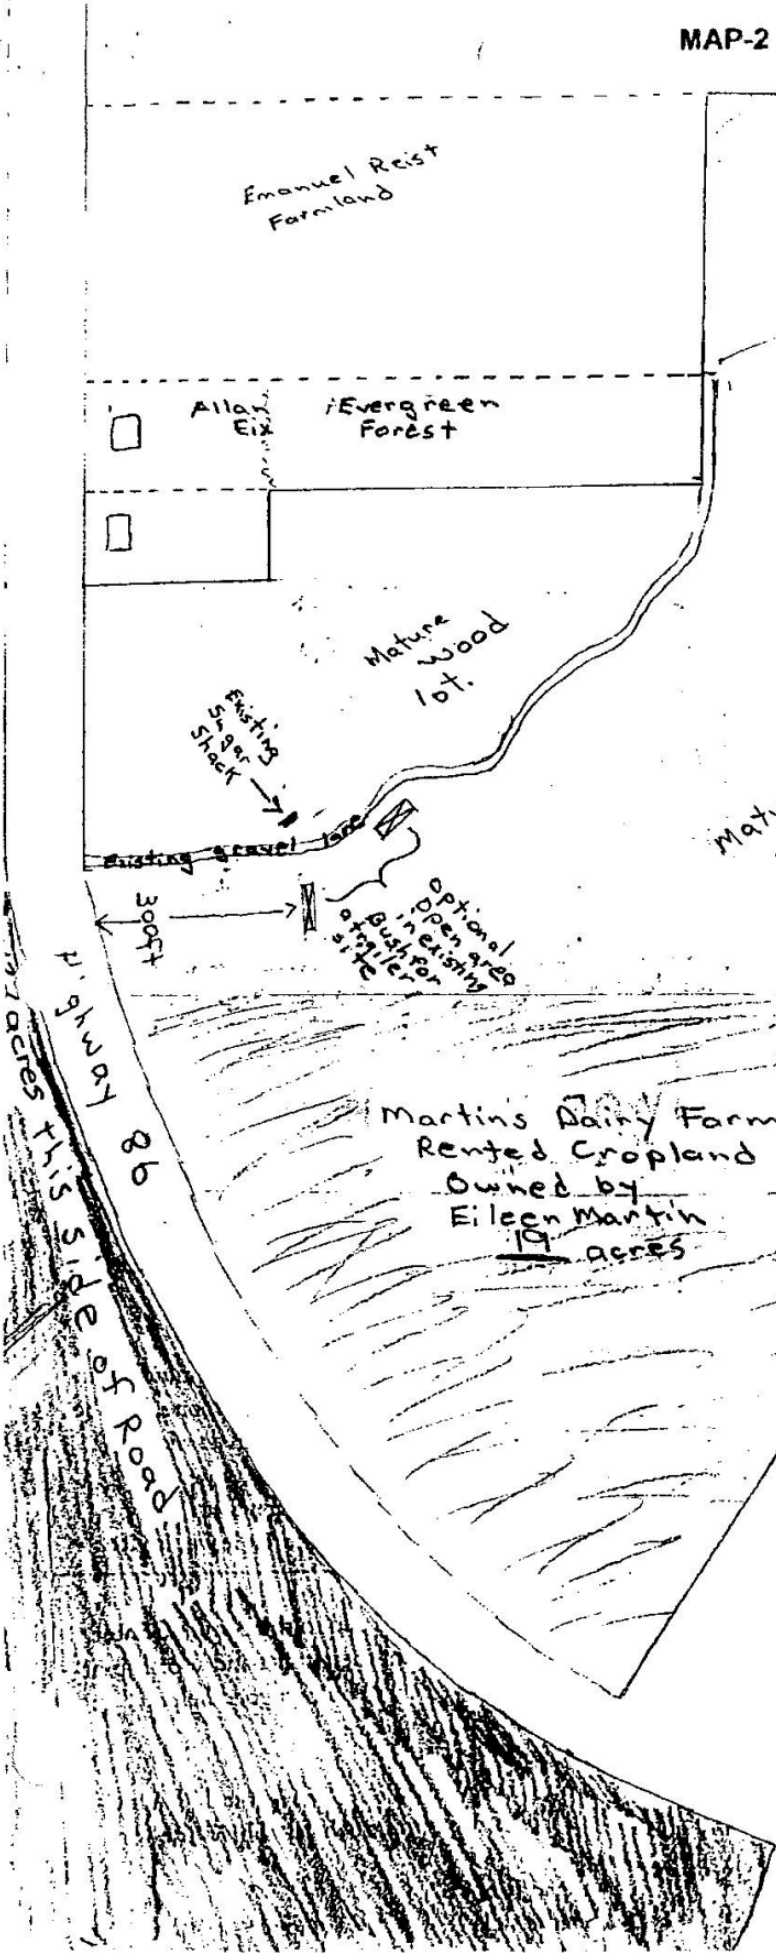 MAP-2
Emanuel Reist
Farmland
Allan
Eix
Evergreen
Forest
Mature
wood
lot.
Existing
Sugar
Shack
Existing gravel lane
300ft
optional
open area
in existing
Bush for
a trailer
site
Highway 86
acres this side of Road
Martins Dairy Farm
Rented Cropland
Owned by
Eileen Martin
19 acres